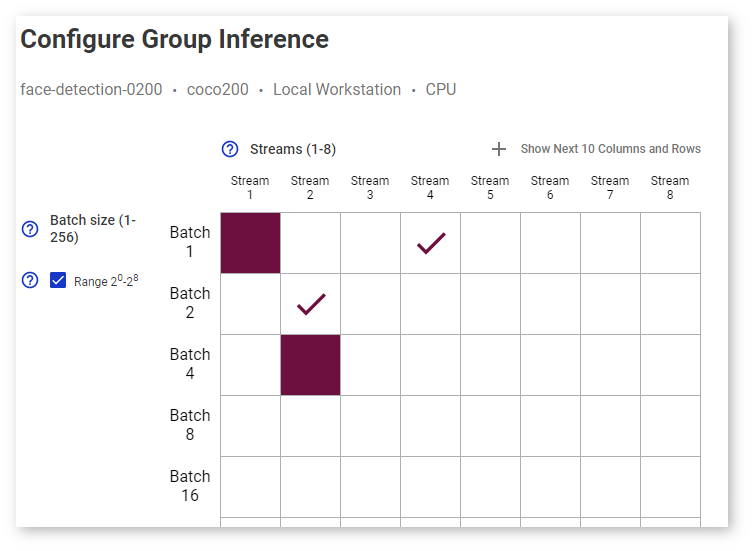 Configure Group Inference
face-detection-0200 • coco200 • Local Workstation • CPU
Streams (1-8)
Show Next 10 Columns and Rows
Stream 1
Stream 2
Stream 3
Stream 4
Stream 5
Stream 6
Stream 7
Stream 8
Batch size (1-
256)
Range 2⁰-2⁸
Batch
1
Batch
2
Batch
4
Batch
8
Batch
16